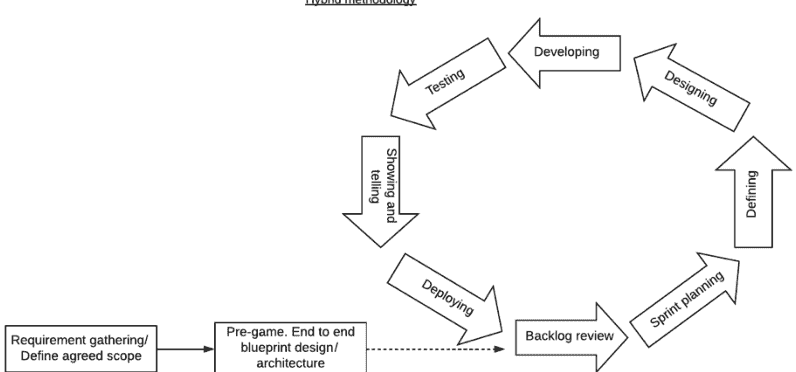 Hybrid methodology
Developing
Testing
Designing
Showing and
telling
Defining
Deploying
Sprint planning
Requirement gathering/
Define agreed scope
Pre-game. End to end
blueprint design/
architecture
Backlog review